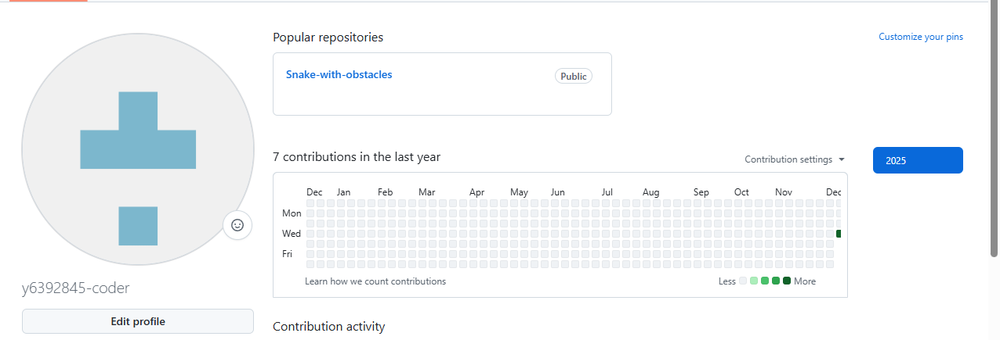 Popular repositories
Customize your pins
Snake-with-obstacles
Public
7 contributions in the last year
Contribution settings
2025
Dec Jan Feb Mar Apr May Jun Jul Aug Sep Oct Nov Dec
Mon
Wed
Fri
Learn how we count contributions
Less More
y6392845-coder
Edit profile
Contribution activity